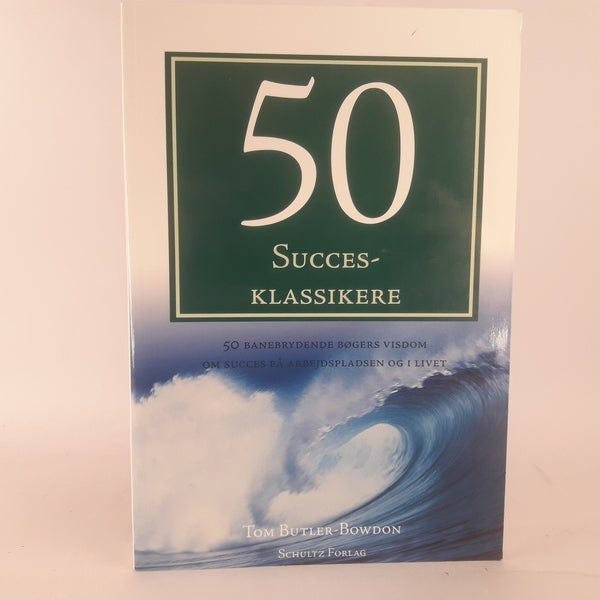 50
SUCCES-
KLASSIKERE
50 BANEBRYDENDE BØGERS VISDOM
OM SUCCES PÅ ARBEJDSPLADSEN OG I LIVET
TOM BUTLER-BOWDON
SCHULTZ FORLAG